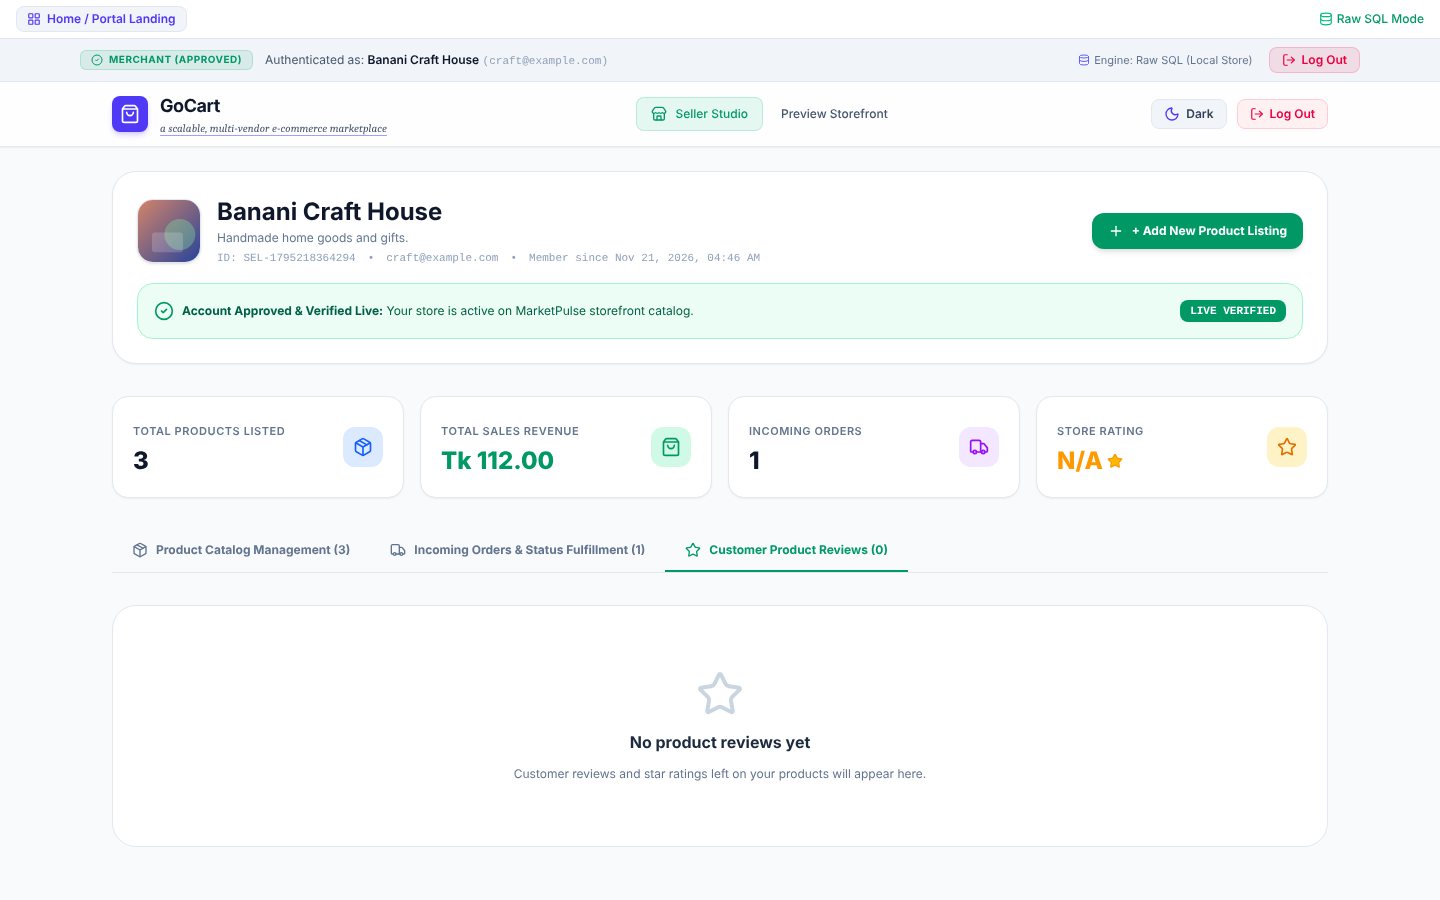 Home / Portal Landing
Raw SQL Mode
MERCHANT (APPROVED)
Authenticated as: Banani Craft House (craft@example.com)
Engine: Raw SQL (Local Store)
Log Out
GoCart
a scalable, multi-vendor e-commerce marketplace
Seller Studio
Preview Storefront
Dark
Log Out
Banani Craft House
Handmade home goods and gifts.
ID: SEL-1795218364294 • craft@example.com • Member since Nov 21, 2026, 04:46 AM
+ Add New Product Listing
Account Approved & Verified Live: Your store is active on MarketPulse storefront catalog.
LIVE VERIFIED
TOTAL PRODUCTS LISTED
3
TOTAL SALES REVENUE
Tk 112.00
INCOMING ORDERS
1
STORE RATING
N/A
Product Catalog Management (3)
Incoming Orders & Status Fulfillment (1)
Customer Product Reviews (0)
No product reviews yet
Customer reviews and star ratings left on your products will appear here.